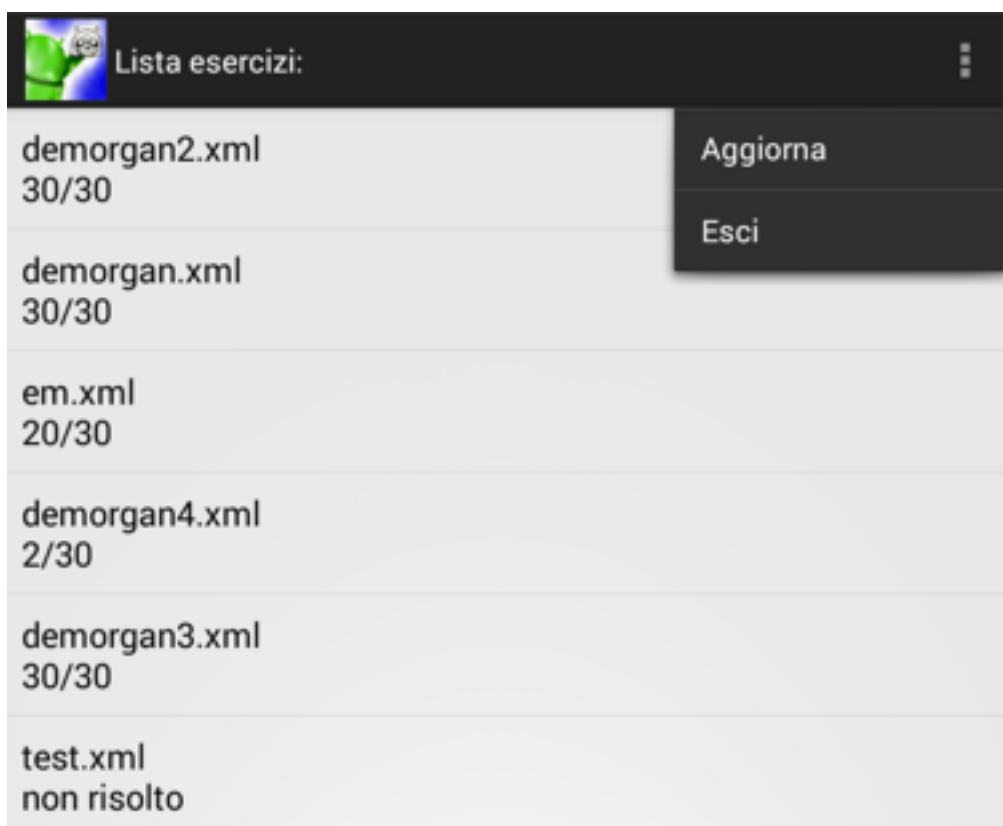 Lista esercizi:
demorgan2.xml
30/30
Aggiorna
Esci
demorgan.xml
30/30
em.xml
20/30
demorgan4.xml
2/30
demorgan3.xml
30/30
test.xml
non risolto